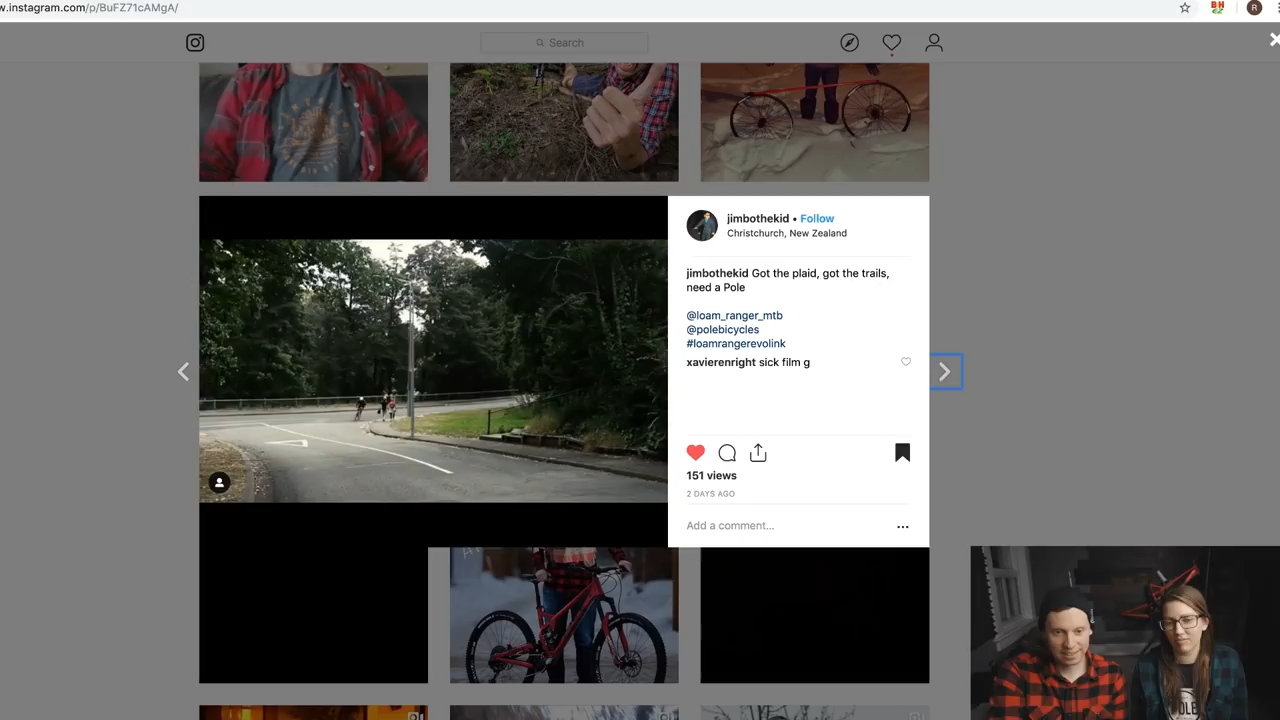 w.instagram.com/p/BuFZ71cAMgA/
R
Search
jimbothekid • Follow
Christchurch, New Zealand
jimbothekid Got the plaid, got the trails,
need a Pole
@loam_ranger_mtb
@polebicycles
#loamrangerevolink
xavierenright sick film g
151 views
2 DAYS AGO
Add a comment...